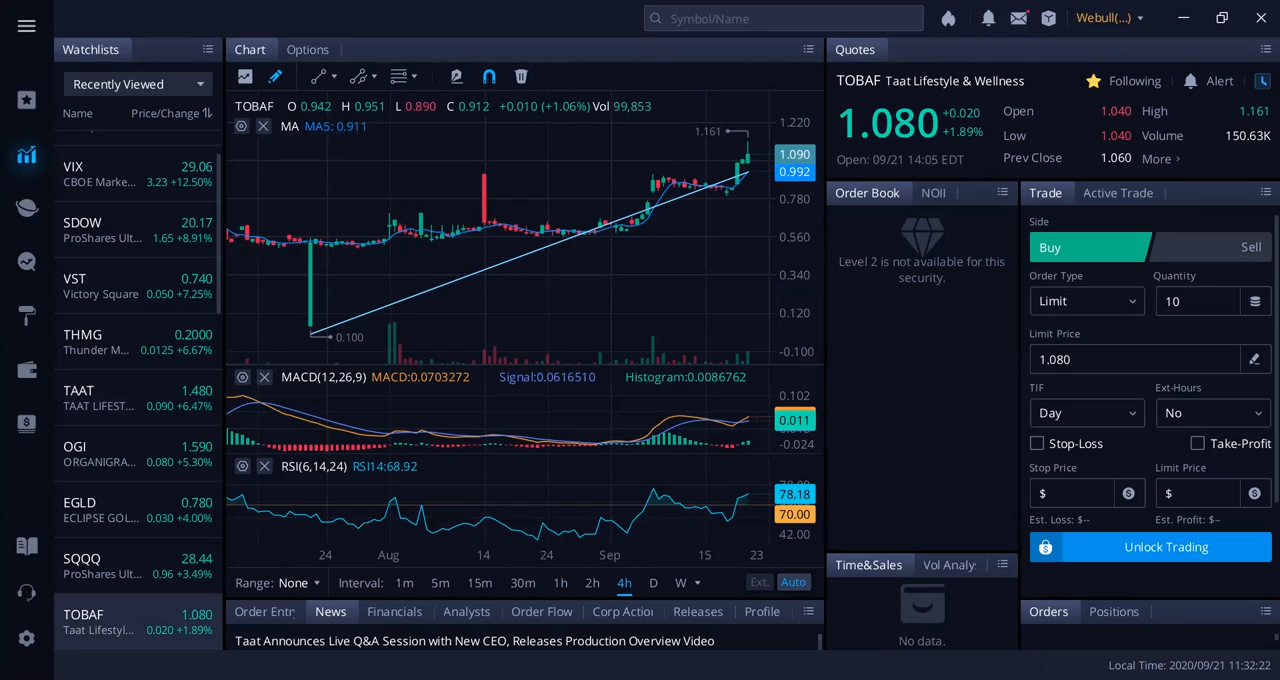 Symbol/Name
Webull(...)
Watchlists
Recently Viewed
Name Price/Change
VIX 29.06
CBOE Marke... 3.23 +12.50%
SDOW 20.17
ProShares Ult... 1.65 +8.91%
VST 0.740
Victory Square 0.050 +7.25%
THMG 0.2000
Thunder M... 0.0125 +6.67%
TAAT 1.480
TAAT LIFEST... 0.090 +6.47%
OGI 1.590
ORGANIGRA... 0.080 +5.30%
EGLD 0.780
ECLIPSE GOL... 0.030 +4.00%
SQQQ 28.44
ProShares Ult... 0.96 +3.49%
TOBAF 1.080
Taat Lifestyl... 0.020 +1.89%
Chart Options
TOBAF O 0.942 H 0.951 L 0.890 C 0.912 +0.010 (+1.06%) Vol 99,853
MA MA5: 0.911
1.161
0.100
1.220
1.090
0.992
0.780
0.560
0.340
0.120
-0.100
MACD(12,26,9) MACD:0.0703272 Signal:0.0616510 Histogram:0.0086762
0.102
0.011
-0.024
RSI(6,14,24) RSI14:68.92
78.18
70.00
42.00
24 Aug 14 24 Sep 15 23
Range: None Interval: 1m 5m 15m 30m 1h 2h 4h D W Ext. Auto
Order Entr News Financials Analysts Order Flow Corp Action Releases Profile
Taat Announces Live Q&A Session with New CEO, Releases Production Overview Video
Quotes
TOBAF Taat Lifestyle & Wellness Following Alert
1.080 +0.020
+1.89%
Open: 09/21 14:05 EDT
Open 1.040 High 1.161
Low 1.040 Volume 150.63K
Prev Close 1.060 More
Order Book NOII
Level 2 is not available for this
security.
Time&Sales Vol Analy
No data.
Trade Active Trade
Side
Buy Sell
Order Type Quantity
Limit 10
Limit Price
1.080
TIF Ext-Hours
Day No
Stop-Loss Take-Profit
Stop Price Limit Price
$ $
Est. Loss: $-- Est. Profit: $--
Unlock Trading
Orders Positions
Local Time: 2020/09/21 11:32:22